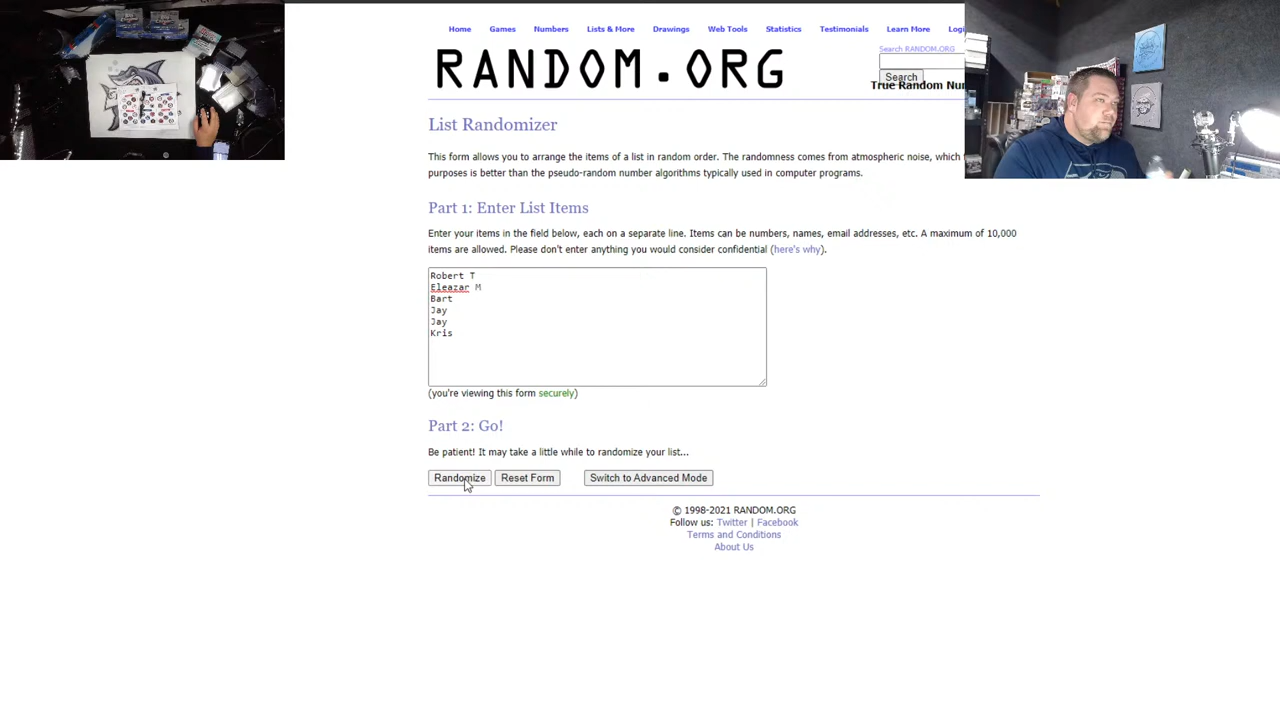 Home Games Numbers Lists & More Drawings Web Tools Statistics Testimonials Learn More
RANDOM.ORG
Search RANDOM.ORG
Search
True Random
List Randomizer
This form allows you to arrange the items of a list in random order. The randomness comes from atmospheric noise, which
purposes is better than the pseudo-random number algorithms typically used in computer programs.
Part 1: Enter List Items
Enter your items in the field below, each on a separate line. Items can be numbers, names, email addresses, etc. A maximum of 10,000
items are allowed. Please don't enter anything you would consider confidential (here's why).
Robert T
Eleazar M
Bart
Jay
Jay
Kris
(you're viewing this form securely)
Part 2: Go!
Be patient! It may take a little while to randomize your list...
Randomize Reset Form Switch to Advanced Mode
© 1998-2021 RANDOM.ORG
Follow us: Twitter | Facebook
Terms and Conditions
About Us